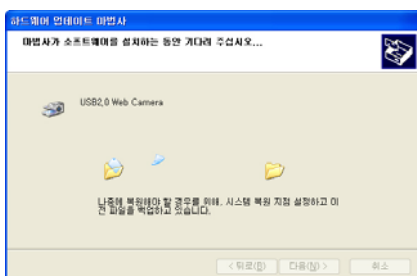 하드웨어 업데이트 마법사
마법사가 소프트웨어를 설치하는 동안 기다려 주십시오...
USB2.0 Web Camera
나중에 복원해야 할 경우를 위해, 시스템 복원 지점 설정하고 이
전 파일을 백업하고 있습니다.
< 뒤로(B) 다음(N) > 취소